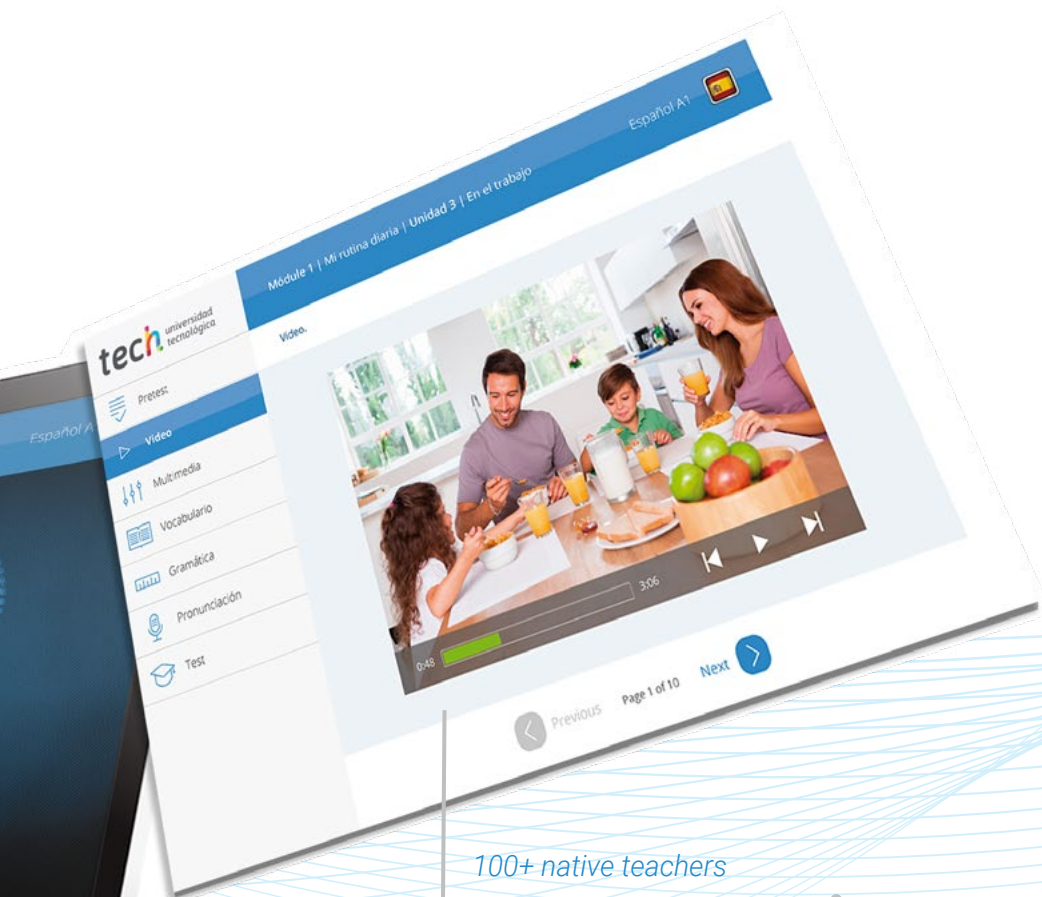 Español A1
Módule 1 | Mi rutina diaria | Unidad 3 | En el trabajo
tech universidad
tecnológica
Video.
Pretest
Video
Multimedia
Vocabulario
Gramática
Pronunciación
Test
0:48
3:06
Previous
Page 1 of 10
Next
Español A
100+ native teachers